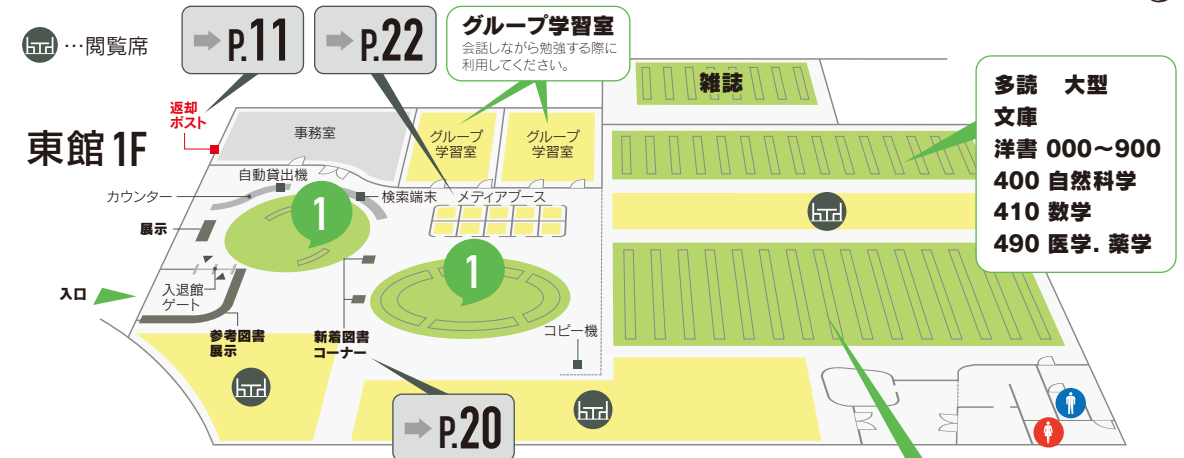 …閲覧席
P.11
P.22
グループ学習室
会話しながら勉強する際に
利用してください。
東館 1F
返却
ポスト
事務室
グループ
学習室
グループ
学習室
雑誌
多読 大型
文庫
洋書 000〜900
400 自然科学
410 数学
490 医学. 薬学
自動貸出機
カウンター
検索端末
メディアブース
展示
1
1
入口
入退館
ゲート
参考図書
展示
新着図書
コーナー
コピー機
P.20